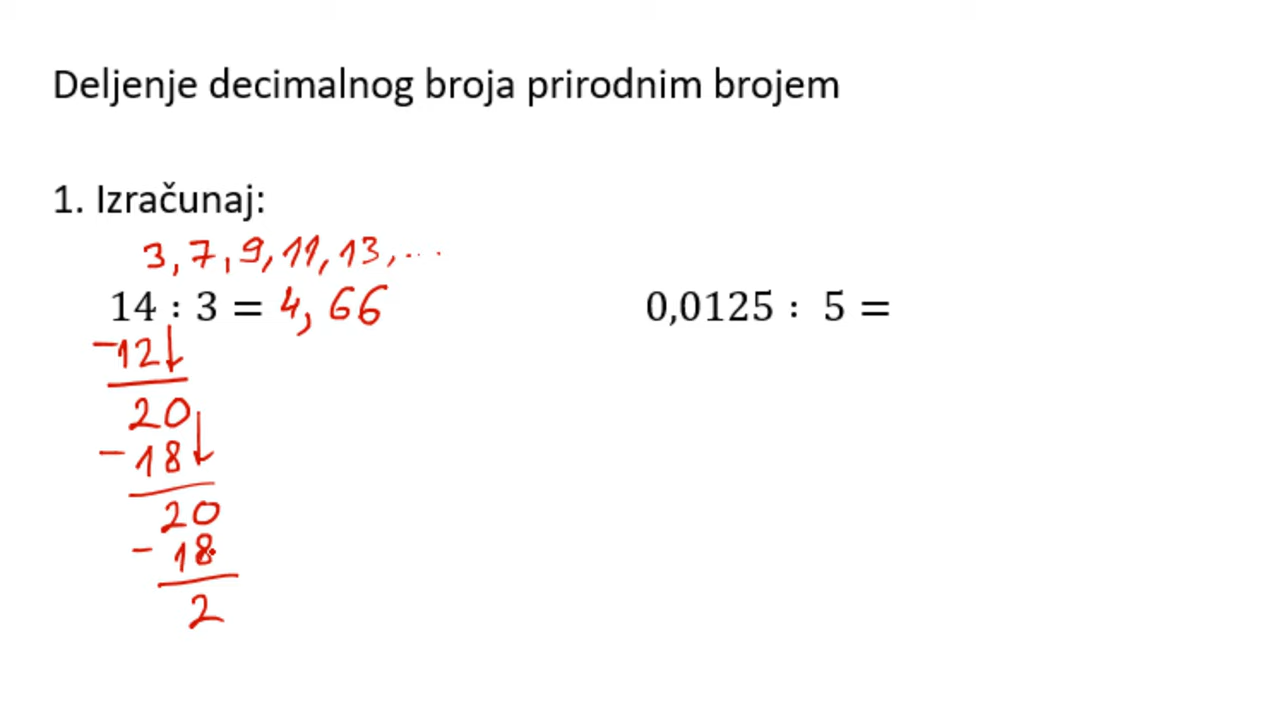 Deljenje decimalnog broja prirodnim brojem
1. Izračunaj:
3, 7, 9, 11, 13, ...
14 : 3 = 4, 66
-12
20
- 18
20
- 18
2
0,0125 : 5 =